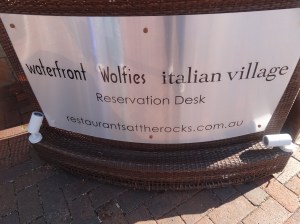 waterfront Wolfies italian village
Reservation Desk
restaurantsattherocks.com.au